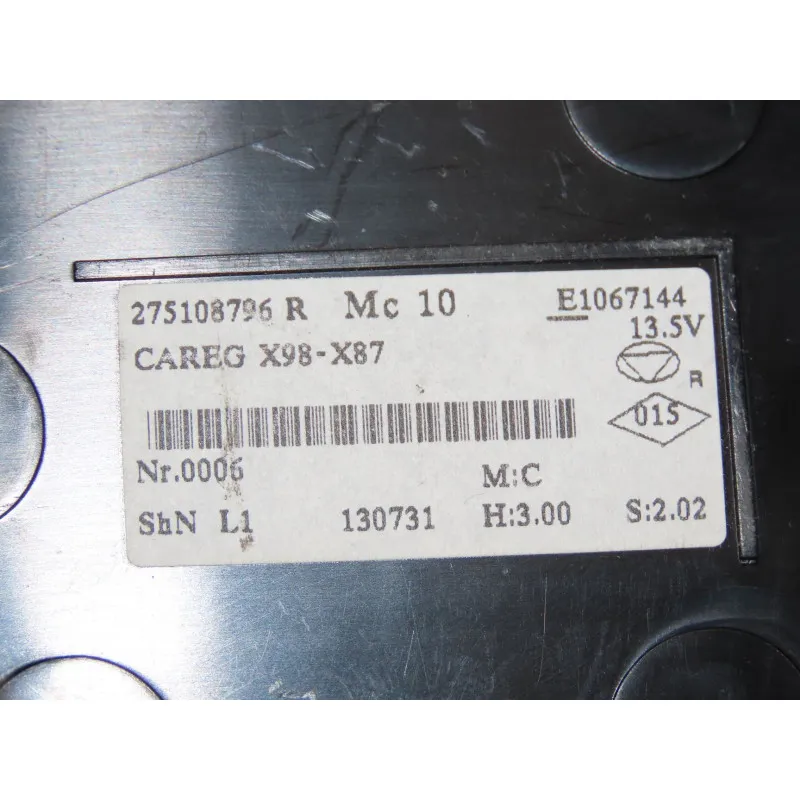 275108796 R Mc 10 E1067144
13.5V
CAREG X98-X87
R
015
Nr.0006 M:C
ShN L1 130731 H:3.00 S:2.02